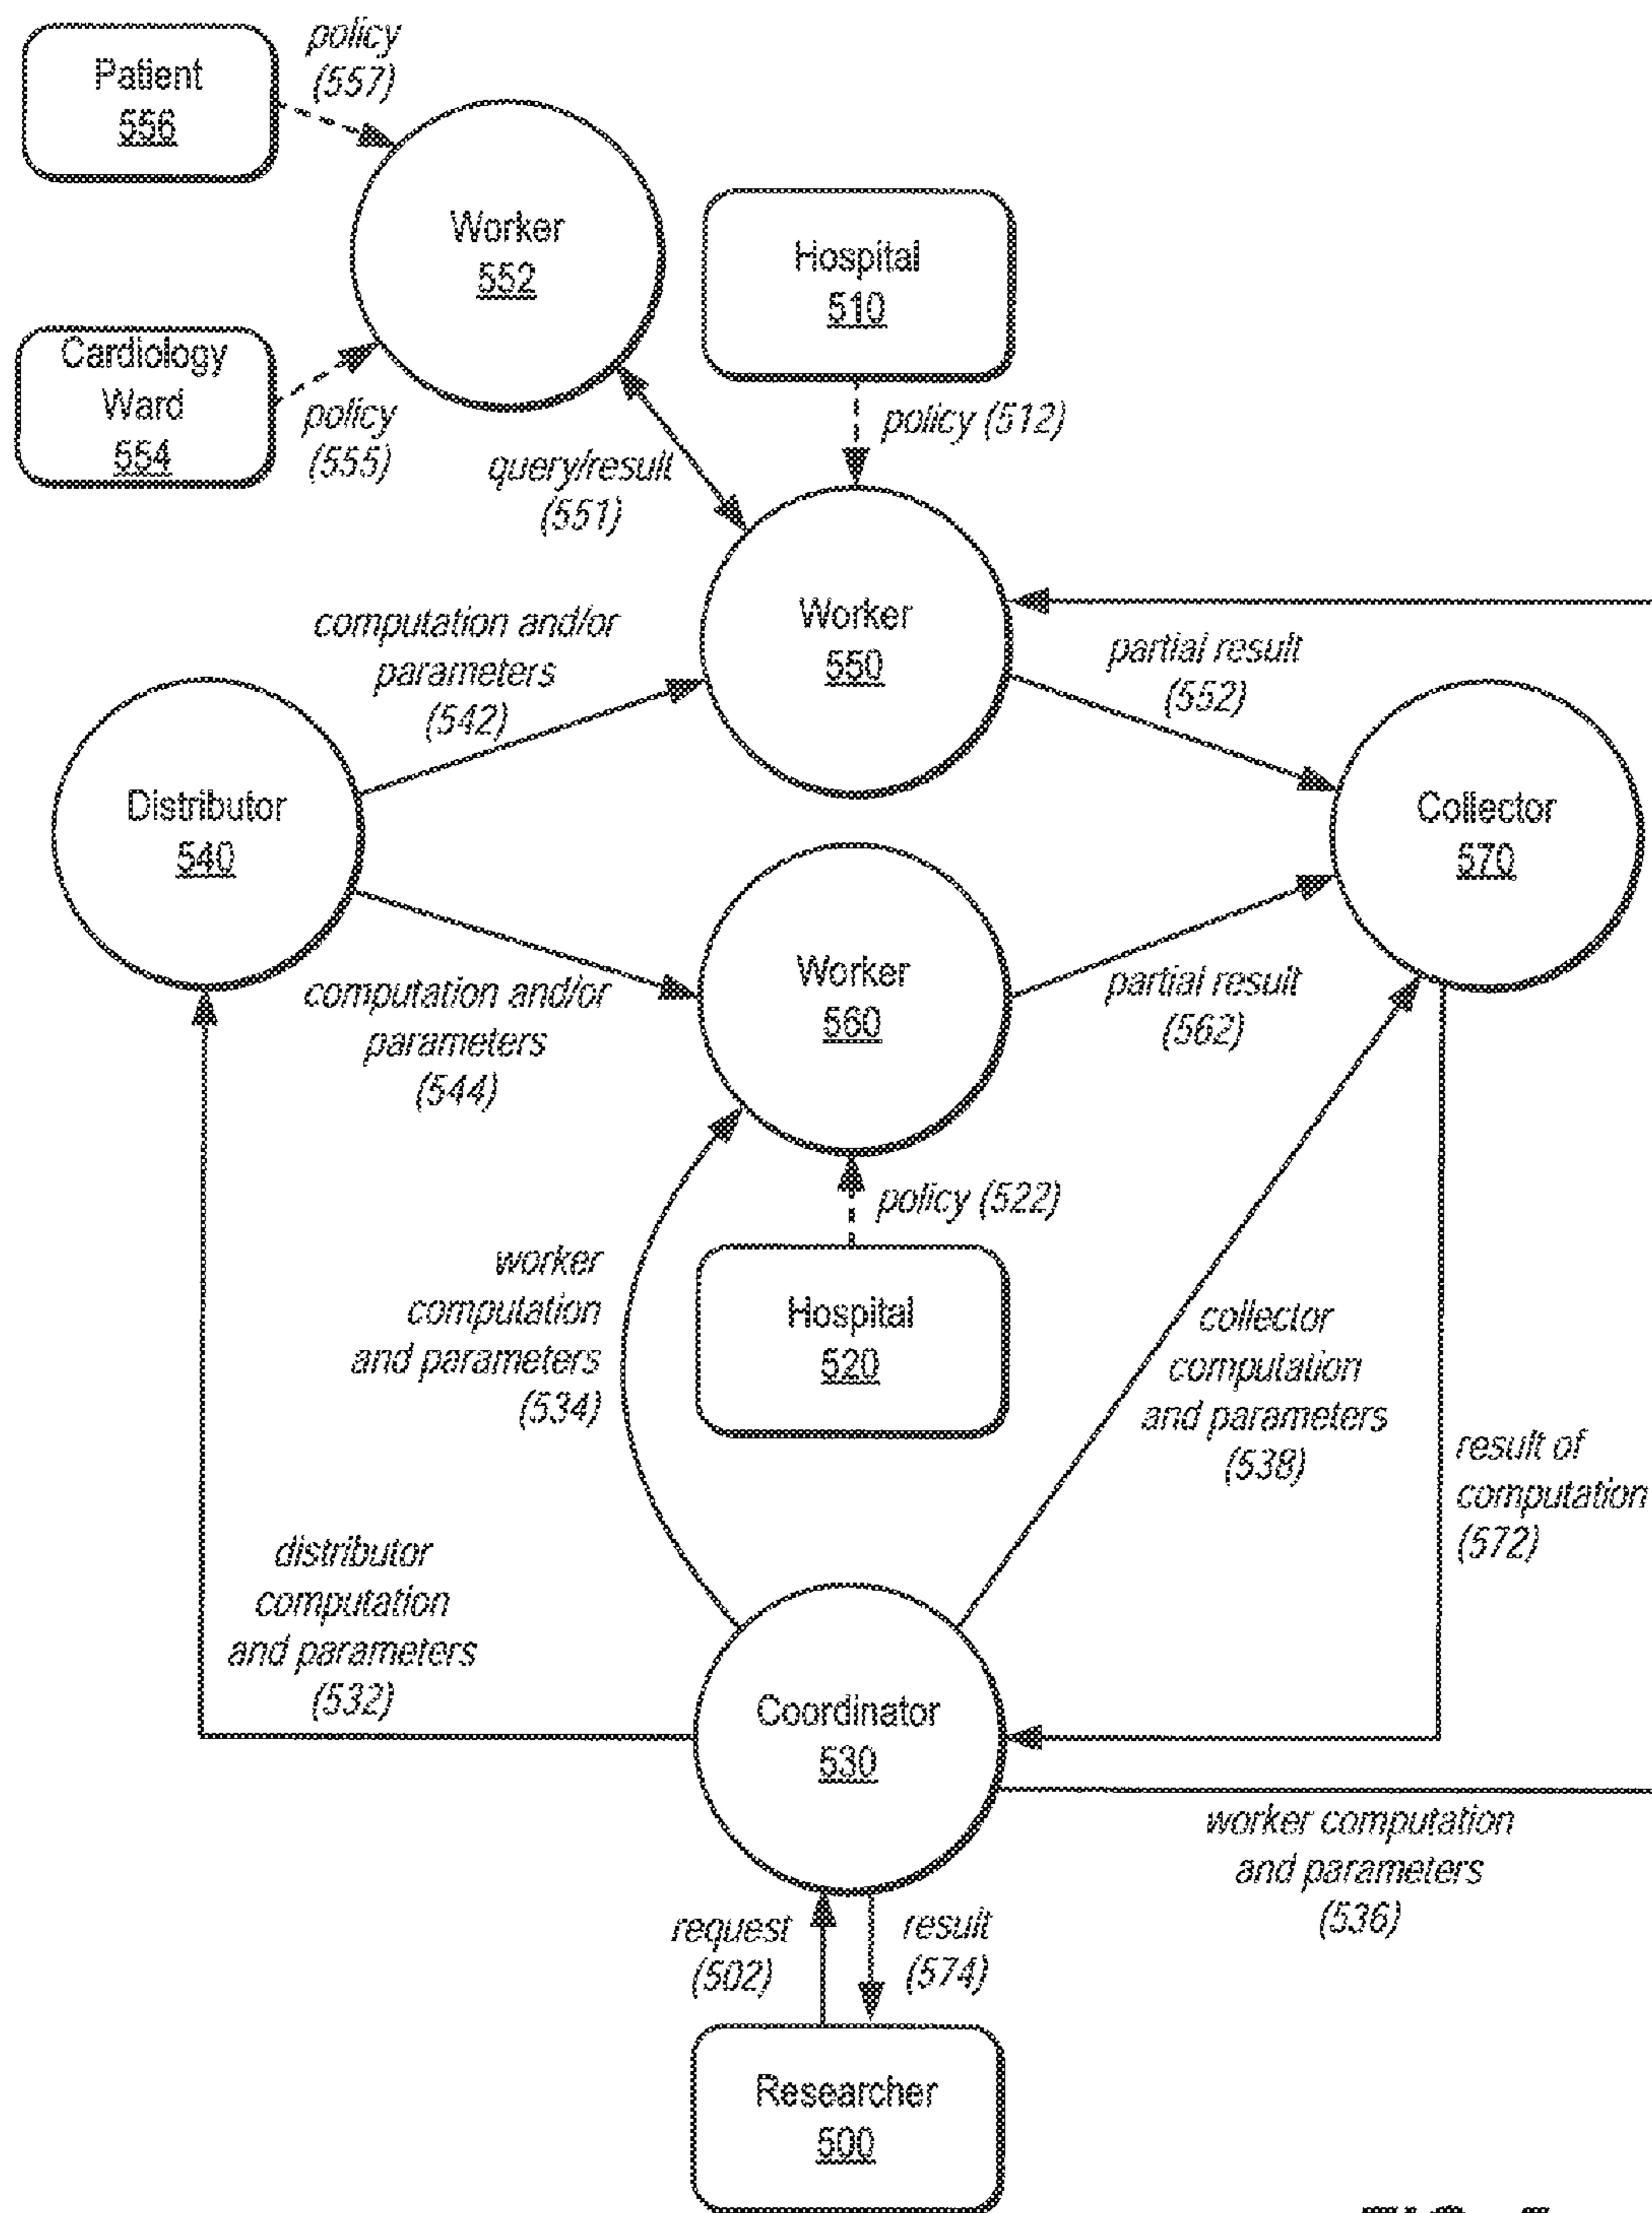 Patient
556
policy
(557)
Worker
552
Hospital
510
Cardiology
Ward
554
policy
(555)
policy (512)
query/result
(551)
computation and/or
parameters
(542)
Worker
550
partial result
(552)
Distributor
540
Collector
570
computation and/or
parameters
(544)
Worker
560
partial result
(562)
policy (522)
worker
computation
and parameters
(534)
Hospital
520
collector
computation
and parameters
(538)
result of
computation
(572)
distributor
computation
and parameters
(532)
Coordinator
530
worker computation
and parameters
(536)
request
(502)
result
(574)
Researcher
500